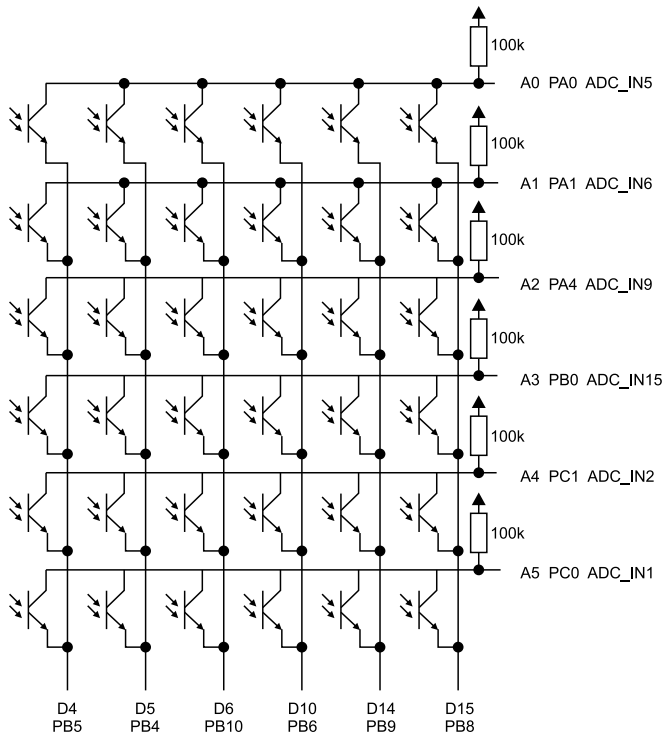 100k
A0 PA0 ADC_IN5
100k
A1 PA1 ADC_IN6
100k
A2 PA4 ADC_IN9
100k
A3 PB0 ADC_IN15
100k
A4 PC1 ADC_IN2
100k
A5 PC0 ADC_IN1
D4 D5 D6 D10 D14 D15
PB5 PB4 PB10 PB6 PB9 PB8